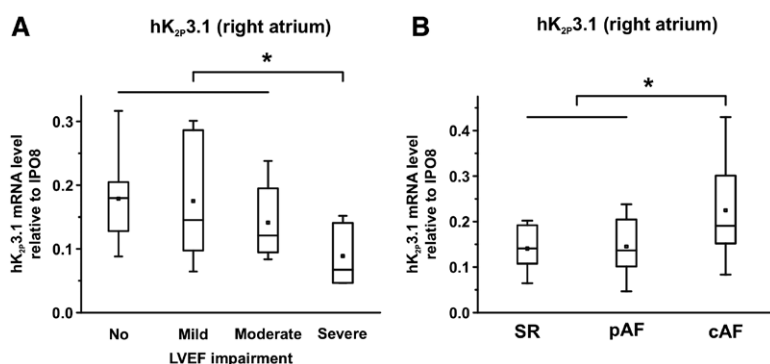 A
hK₂ₚ3.1 (right atrium)
*
hK₂ₚ3.1 mRNA level
relative to IPO8
0.3
0.2
0.1
0.0
No Mild Moderate Severe
LVEF impairment
B
hK₂ₚ3.1 (right atrium)
*
hK₂ₚ3.1 mRNA level
relative to IPO8
0.4
0.3
0.2
0.1
0.0
SR pAF cAF